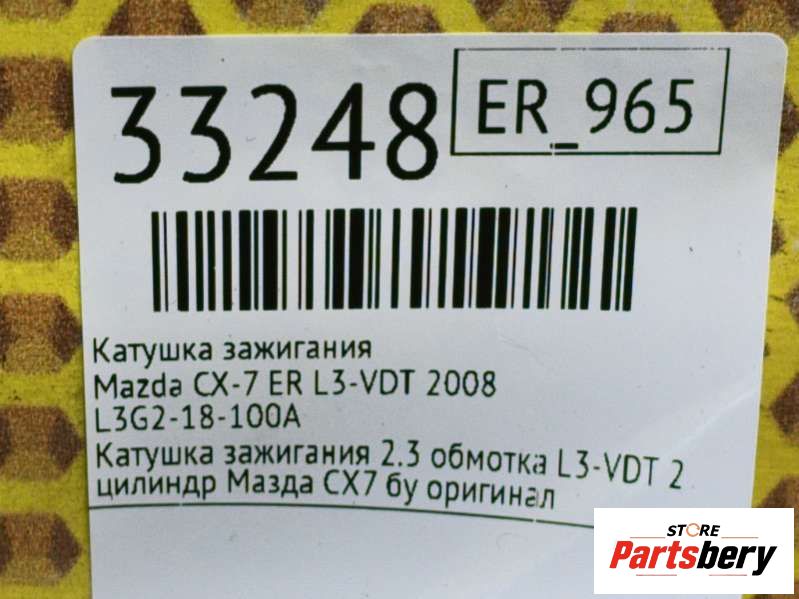 33248
ER_965
Катушка зажигания
Mazda CX-7 ER L3-VDT 2008
L3G2-18-100A
Катушка зажигания 2.3 обмотка L3-VDT 2
цилиндр Мазда СХ7 бу оригинал
STORE
Partsbery